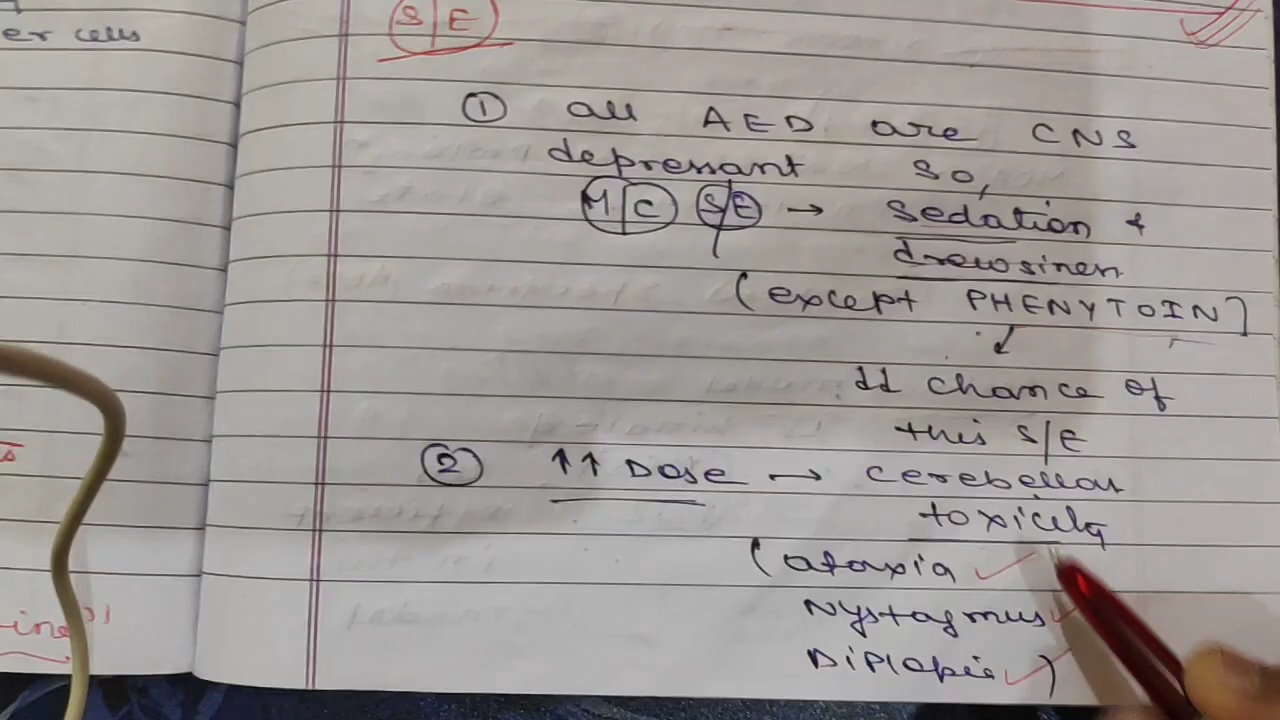 er cells
S/E
① all AED are CNS
depressant so,
M/C S/E → sedation &
drowsiness
(except PHENYTOIN]
↓
↓↓ chance of
this S/E
② ↑↑ Dose → cerebellar
toxicity
(ataxia ✓
Nystagmus ✓
Diplopia ✓)